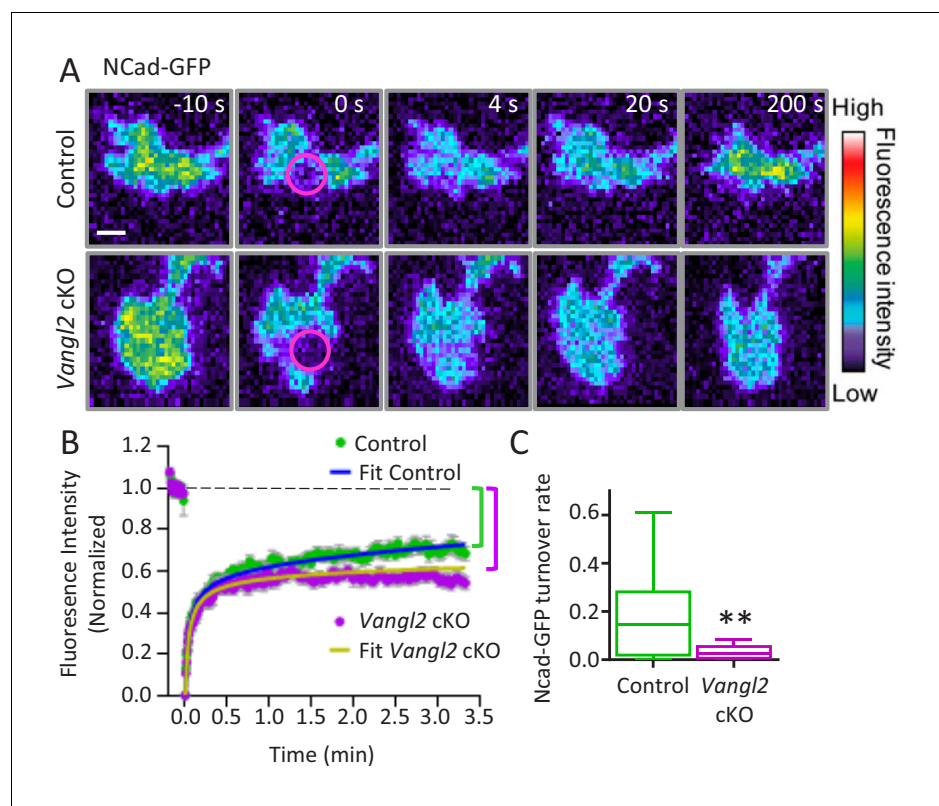 A NCad-GFP
-10 s 0 s 4 s 20 s 200 s
Control
Vangl2 cKO
High
Fluorescence intensity
Low
B
1.2
1.0
0.8
0.6
0.4
0.2
0.0
Fluoresence Intensity
(Normalized)
Control
Fit Control
Vangl2 cKO
Fit Vangl2 cKO
0.0 0.5 1.0 1.5 2.0 2.5 3.0 3.5
Time (min)
C
Ncad-GFP turnover rate
0.6
0.4
0.2
0.0
**
Control Vangl2
cKO